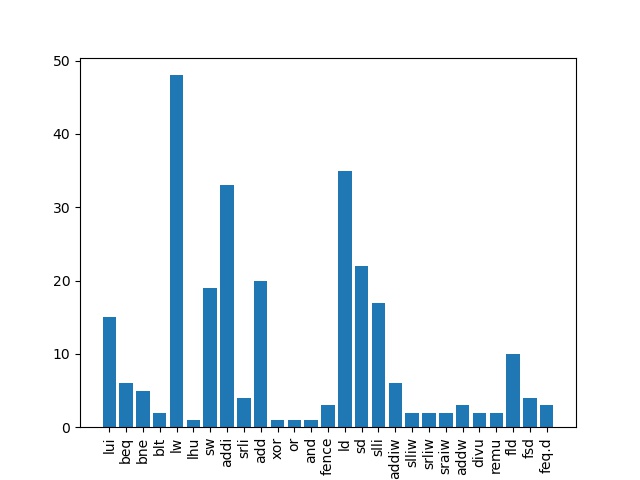 50
40
30
20
10
0
lui
beq
bne
blt
lw
lhu
sw
addi
srli
add
xor
or
and
fence
ld
sd
slli
addiw
slliw
srliw
sraiw
addw
divu
remu
fld
fsd
feq.d